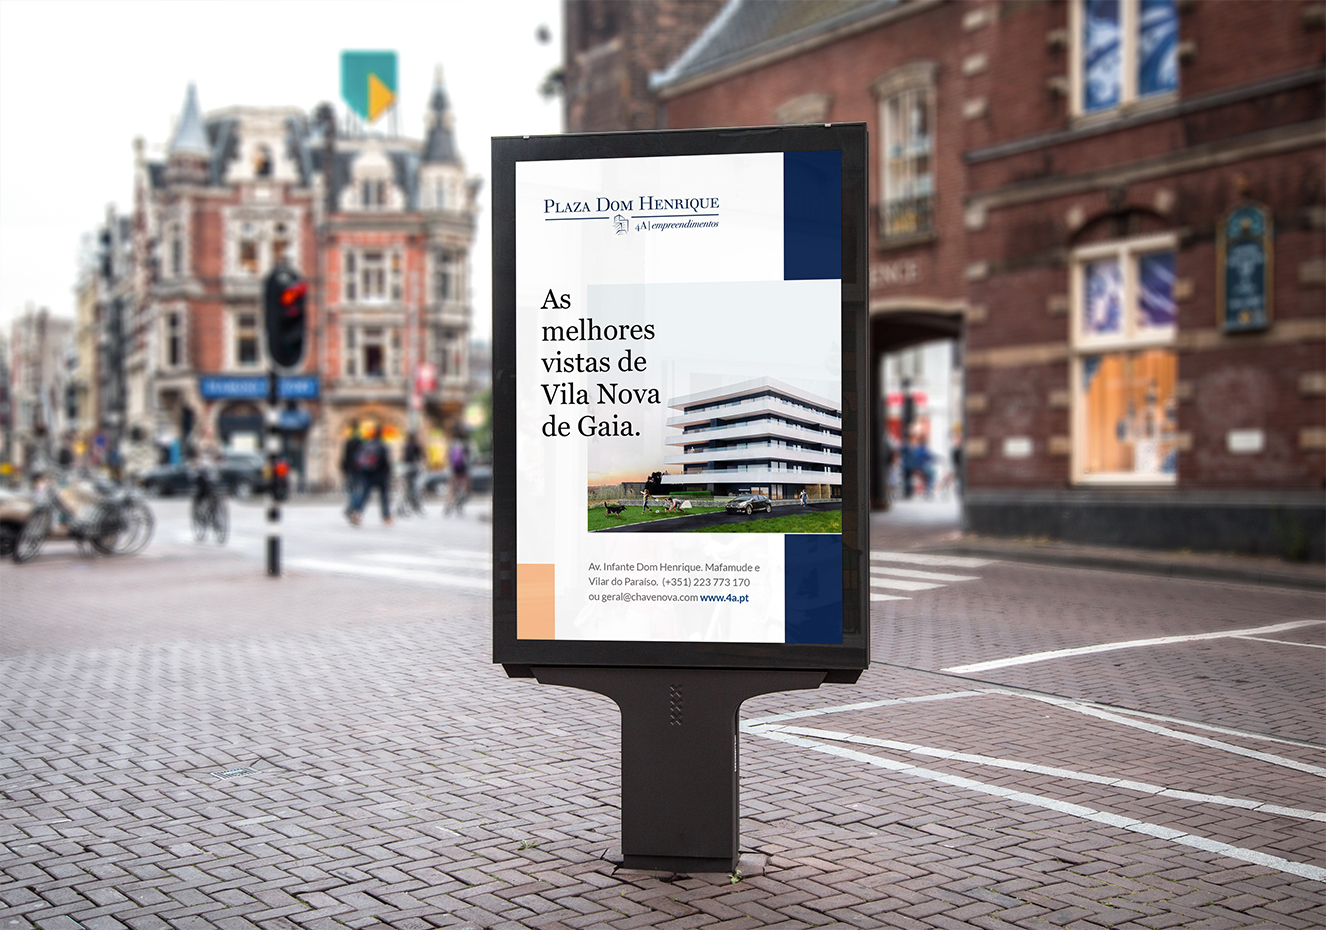 PLAZA DOM HENRIQUE
4A|empreendimentos
As
melhores
vistas de
Vila Nova
de Gaia.
Av. Infante Dom Henrique. Mafamude e
Vilar do Paraíso. (+351) 223 773 170
ou geral@chavenova.com www.4a.pt